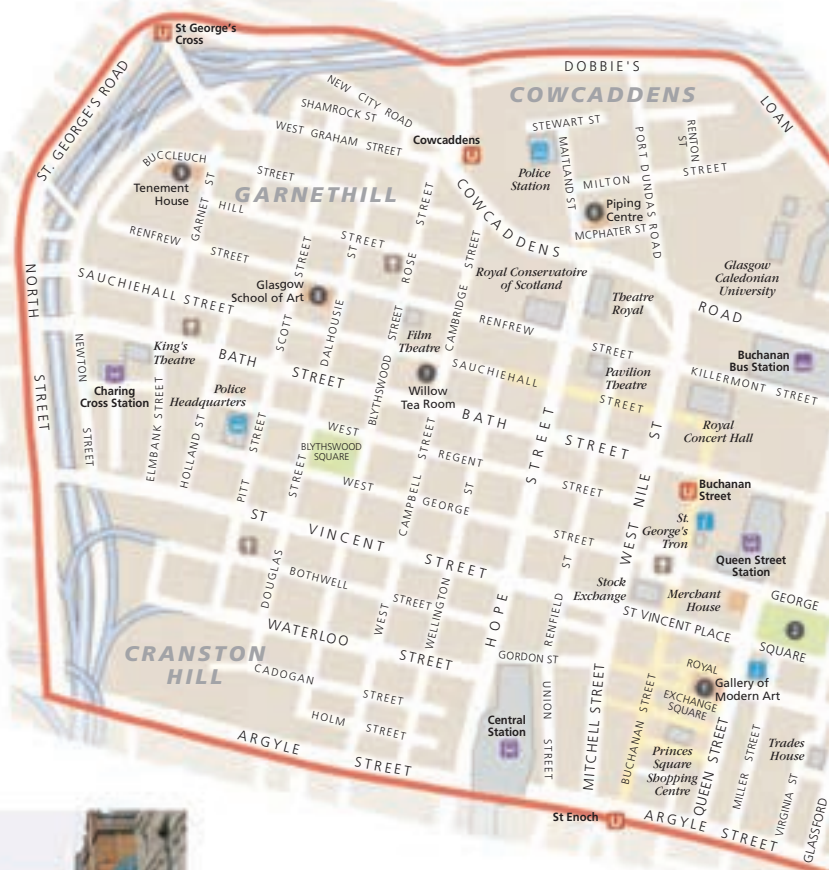 St George's
Cross
DOBBIE'S
LOAN
COWCADDENS
ST. GEORGE'S ROAD
NEW CITY ROAD
SHAMROCK ST
WEST GRAHAM STREET
Cowcaddens
STEWART ST
MAITLAND ST
PORT DUNDAS ROAD
RENTON
ST
Police
Station
MILTON
STREET
Piping
Centre
MCPHATER ST
BUCCLEUCH
STREET
Tenement
House
GARNET ST
HILL
STREET
GARNETHILL
COWCADDENS
ROAD
RENFREW
STREET
SCOTT
STREET
DALHOUSIE
ST
ROSE
STREET
CAMBRIDGE
STREET
Royal Conservatoire
of Scotland
Theatre
Royal
Glasgow
Caledonian
University
NORTH
STREET
SAUCHIEHALL STREET
Glasgow
School of Art
Film
Theatre
RENFREW
STREET
Buchanan
Bus Station
NEWTON
STREET
King's
Theatre
Charing
Cross Station
BATH
STREET
BLYTHSWOOD
STREET
SAUCHIEHALL
STREET
Pavilion
Theatre
KILLERMONT STREET
Willow
Tea Room
Police
Headquarters
ELMBANK STREET
HOLLAND ST
PITT
STREET
Royal
Concert Hall
BATH
STREET
WEST
REGENT
STREET
BLYTHSWOOD
SQUARE
WEST
GEORGE
STREET
CAMPBELL
STREET
ST
WEST NILE ST
Buchanan
Street
St.
George's
Tron
Queen Street
Station
ST
VINCENT
STREET
DOUGLAS
STREET
BOTHWELL
STREET
WEST
WELLINGTON
HOPE
STREET
RENFIELD
ST
Stock
Exchange
Merchant
House
GEORGE
SQUARE
ST VINCENT PLACE
WATERLOO
STREET
GORDON ST
CRANSTON
HILL
CADOGAN
STREET
HOLM
STREET
ROYAL
EXCHANGE
SQUARE
Gallery of
Modern Art
UNION
STREET
MITCHELL STREET
BUCHANAN STREET
Central
Station
Princes
Square
Shopping
Centre
QUEEN STREET
MILLER STREET
Trades
House
VIRGINIA ST
GLASSFORD
ARGYLE
STREET
St Enoch
ARGYLE STREET